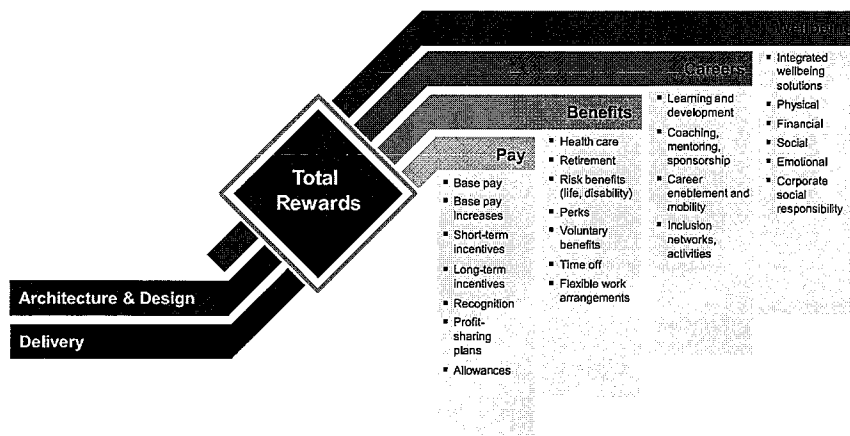 Wellbeing
Careers
Benefits
Pay
Total
Rewards
Architecture & Design
Delivery
▪ Base pay
▪ Base pay
increases
▪ Short-term
incentives
▪ Long-term
incentives
▪ Recognition
▪ Profit-
sharing
plans
▪ Allowances
▪ Health care
▪ Retirement
▪ Risk benefits
(life, disability)
▪ Perks
▪ Voluntary
benefits
▪ Time off
▪ Flexible work
arrangements
▪ Learning and
development
▪ Coaching,
mentoring,
sponsorship
▪ Career
enablement and
mobility
▪ Inclusion
networks,
activities
▪ Integrated
wellbeing
solutions
▪ Physical
▪ Financial
▪ Social
▪ Emotional
▪ Corporate
social
responsibility